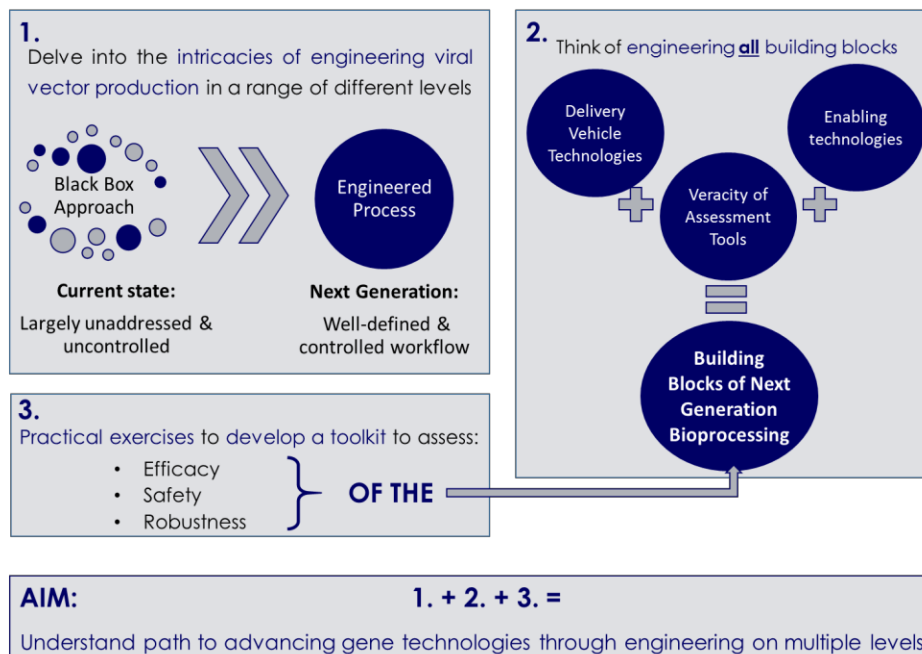 1.
Delve into the intricacies of engineering viral
vector production in a range of different levels
Black Box
Approach
Engineered
Process
Current state:
Largely unaddressed &
uncontrolled
Next Generation:
Well-defined &
controlled workflow
2. Think of engineering all building blocks
Delivery
Vehicle
Technologies
Enabling
technologies
Veracity of
Assessment
Tools
Building
Blocks of Next
Generation
Bioprocessing
3.
Practical exercises to develop a toolkit to assess:
• Efficacy
• Safety
• Robustness
OF THE
AIM: 1. + 2. + 3. =
Understand path to advancing gene technologies through engineering on multiple levels